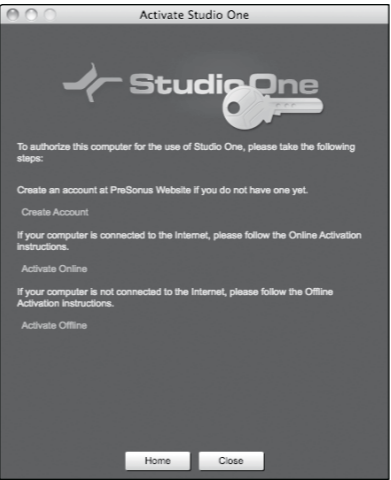 Activate Studio One
Studio One
To authorize this computer for the use of Studio One, please take the following
steps:
Create an account at PreSonus Website if you do not have one yet.
Create Account
If your computer is connected to the Internet, please follow the Online Activation
instructions.
Activate Online
If your computer is not connected to the Internet, please follow the Offline
Activation instructions.
Activate Offline
Home Close